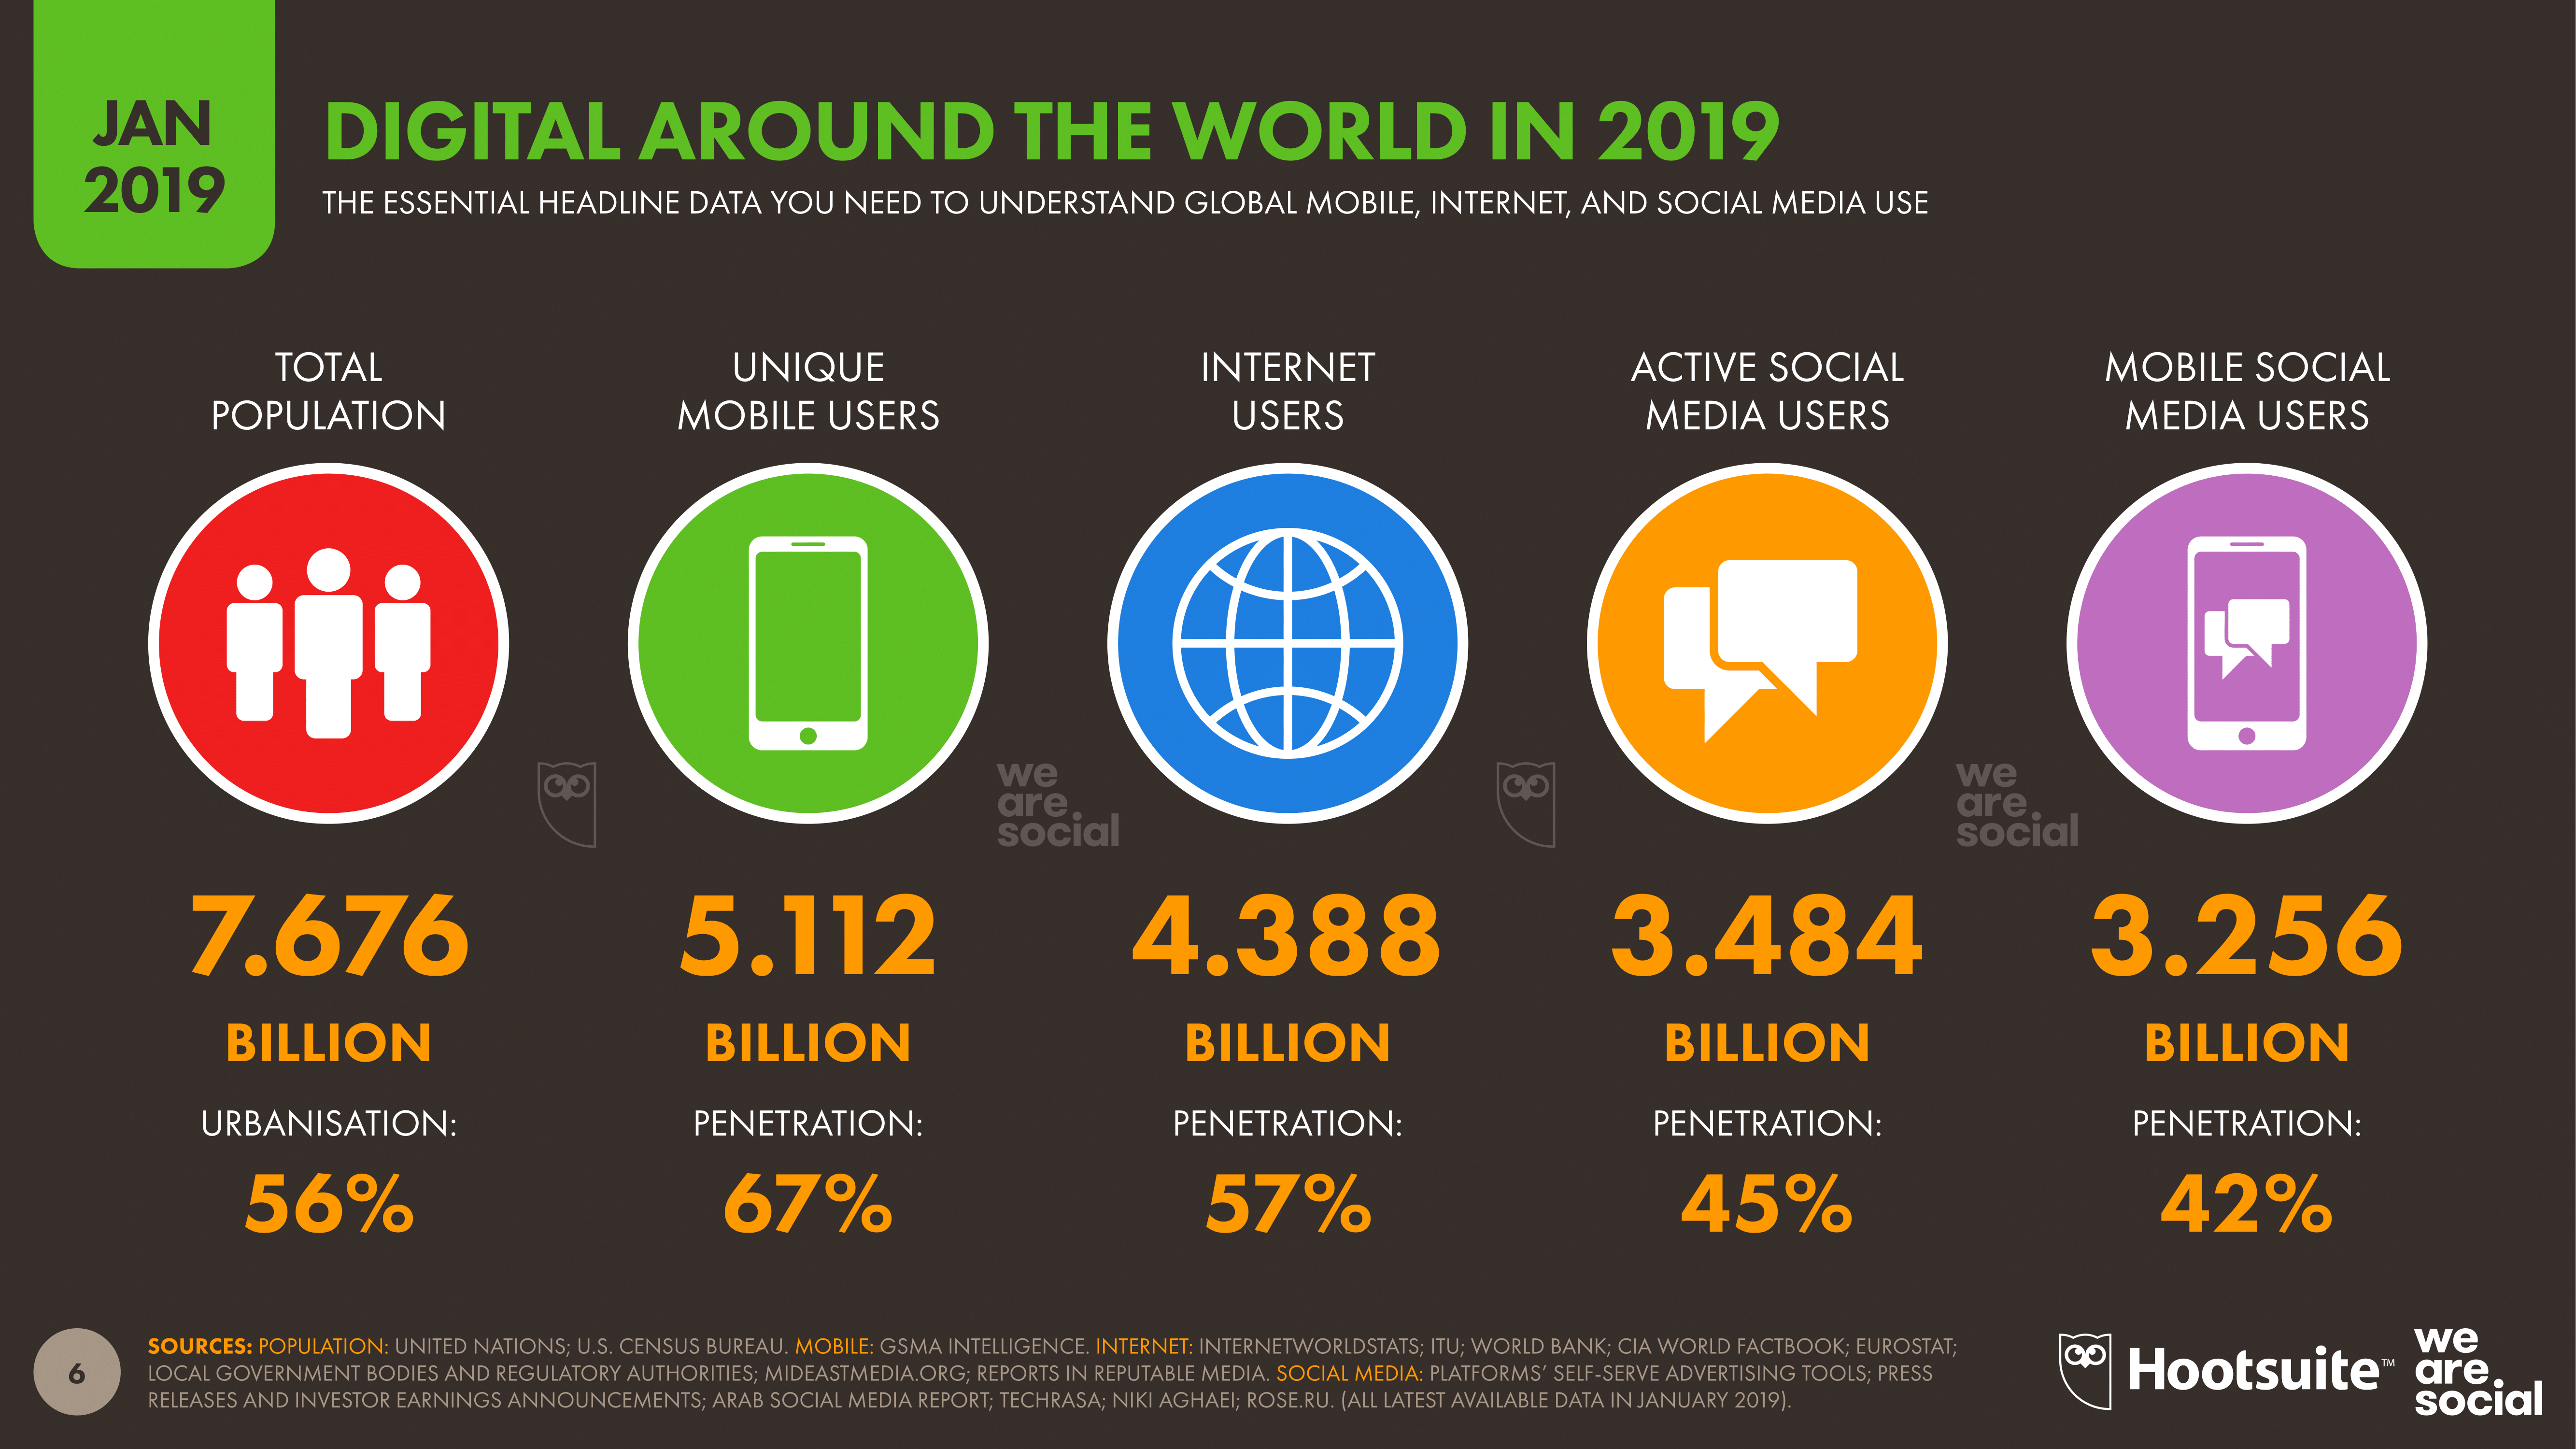 JAN
2019
DIGITAL AROUND THE WORLD IN 2019
THE ESSENTIAL HEADLINE DATA YOU NEED TO UNDERSTAND GLOBAL MOBILE, INTERNET, AND SOCIAL MEDIA USE
TOTAL
POPULATION
UNIQUE
MOBILE USERS
INTERNET
USERS
ACTIVE SOCIAL
MEDIA USERS
MOBILE SOCIAL
MEDIA USERS
we
are
social
we
are
social
7.676
BILLION
URBANISATION:
56%
5.112
BILLION
PENETRATION:
67%
4.388
BILLION
PENETRATION:
57%
3.484
BILLION
PENETRATION:
45%
3.256
BILLION
PENETRATION:
42%
6
SOURCES: POPULATION: UNITED NATIONS; U.S. CENSUS BUREAU. MOBILE: GSMA INTELLIGENCE. INTERNET: INTERNETWORLDSTATS; ITU; WORLD BANK; CIA WORLD FACTBOOK; EUROSTAT;
LOCAL GOVERNMENT BODIES AND REGULATORY AUTHORITIES; MIDEASTMEDIA.ORG; REPORTS IN REPUTABLE MEDIA. SOCIAL MEDIA: PLATFORMS’ SELF-SERVE ADVERTISING TOOLS; PRESS
RELEASES AND INVESTOR EARNINGS ANNOUNCEMENTS; ARAB SOCIAL MEDIA REPORT; TECHRASA; NIKI AGHAEI; ROSE.RU. (ALL LATEST AVAILABLE DATA IN JANUARY 2019).
Hootsuite™
we
are
social